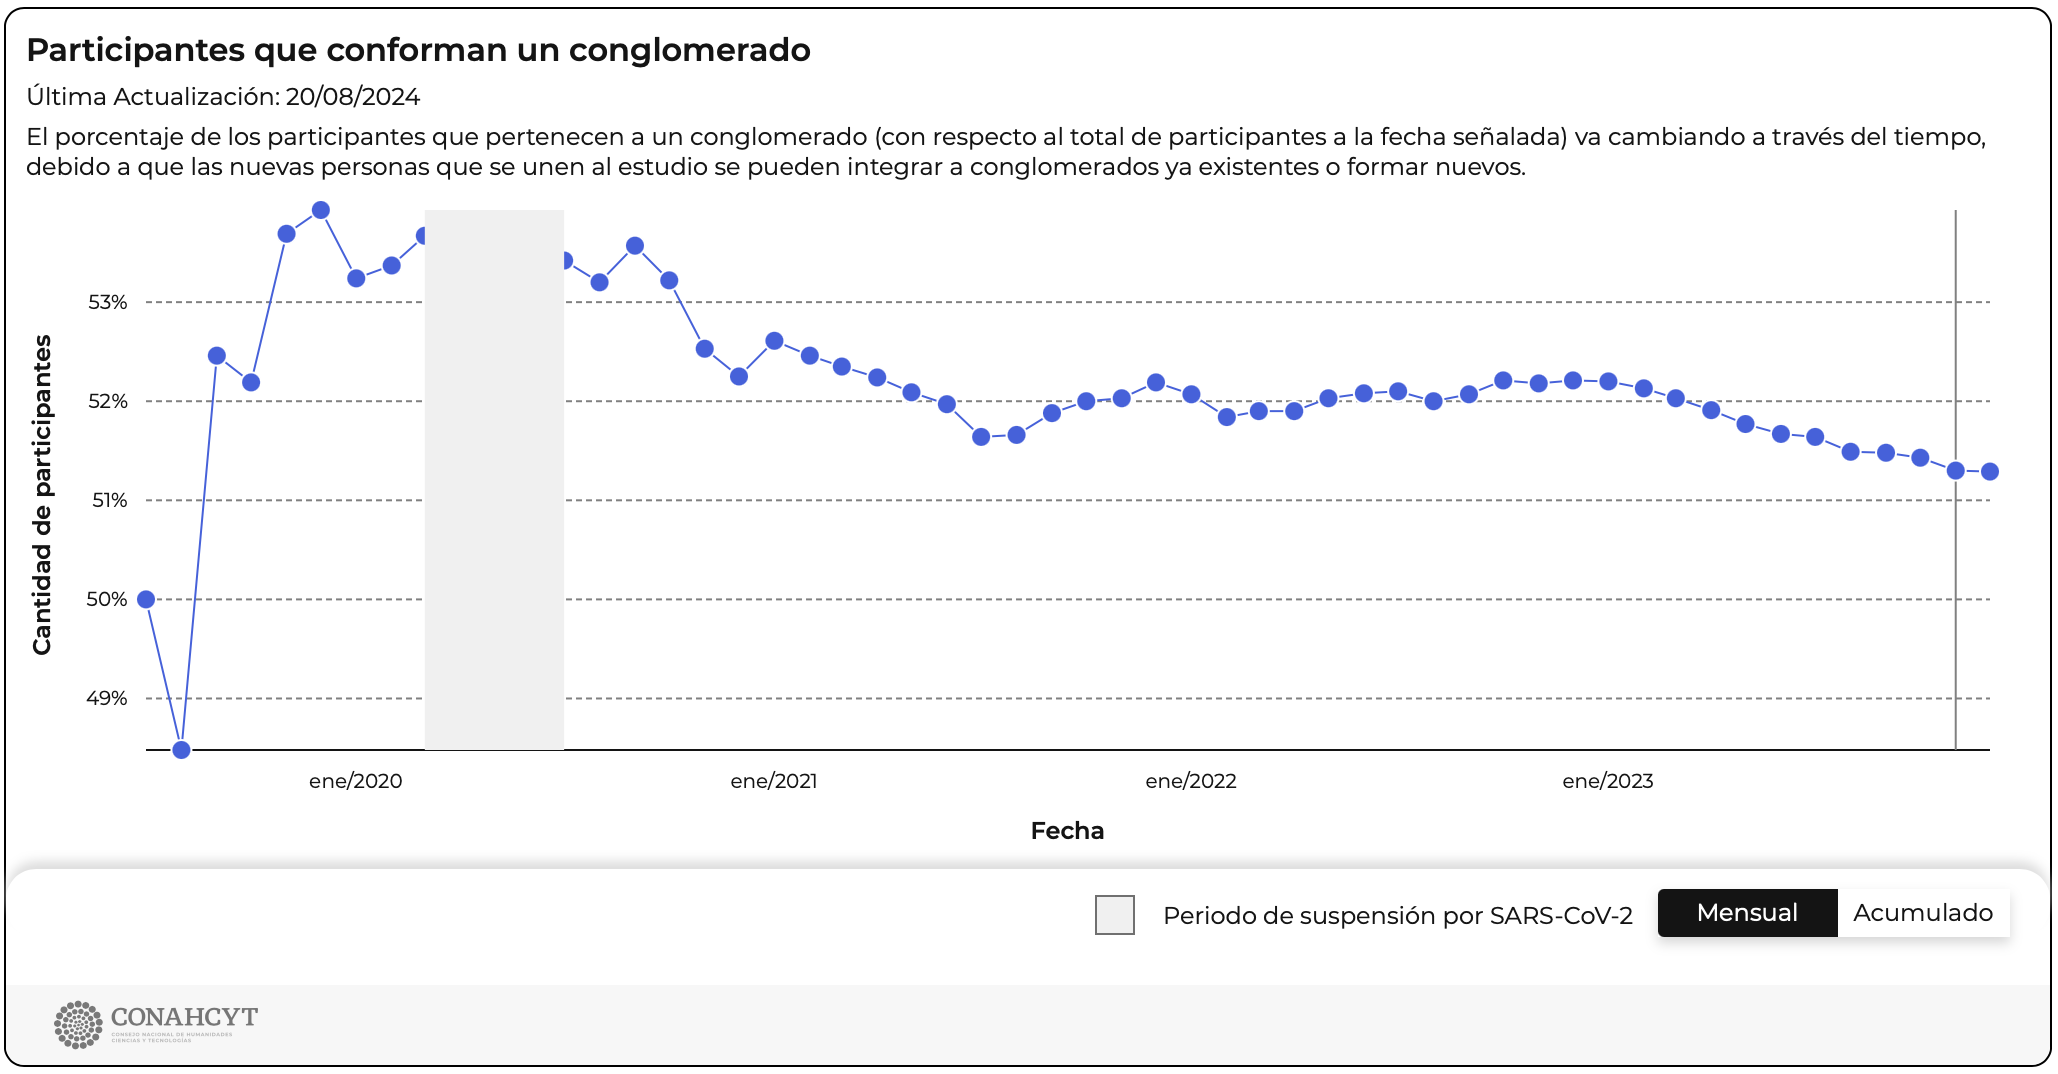 Participantes que conforman un conglomerado
Última Actualización: 20/08/2024
El porcentaje de los participantes que pertenecen a un conglomerado (con respecto al total de participantes a la fecha señalada) va cambiando a través del tiempo,
debido a que las nuevas personas que se unen al estudio se pueden integrar a conglomerados ya existentes o formar nuevos.
53%
52%
51%
50%
49%
Cantidad de participantes
ene/2020
ene/2021
ene/2022
ene/2023
Fecha
Periodo de suspensión por SARS-CoV-2
Mensual
Acumulado
CONAHCYT
CONSEJO NACIONAL DE HUMANIDADES
CIENCIAS Y TECNOLOGÍAS